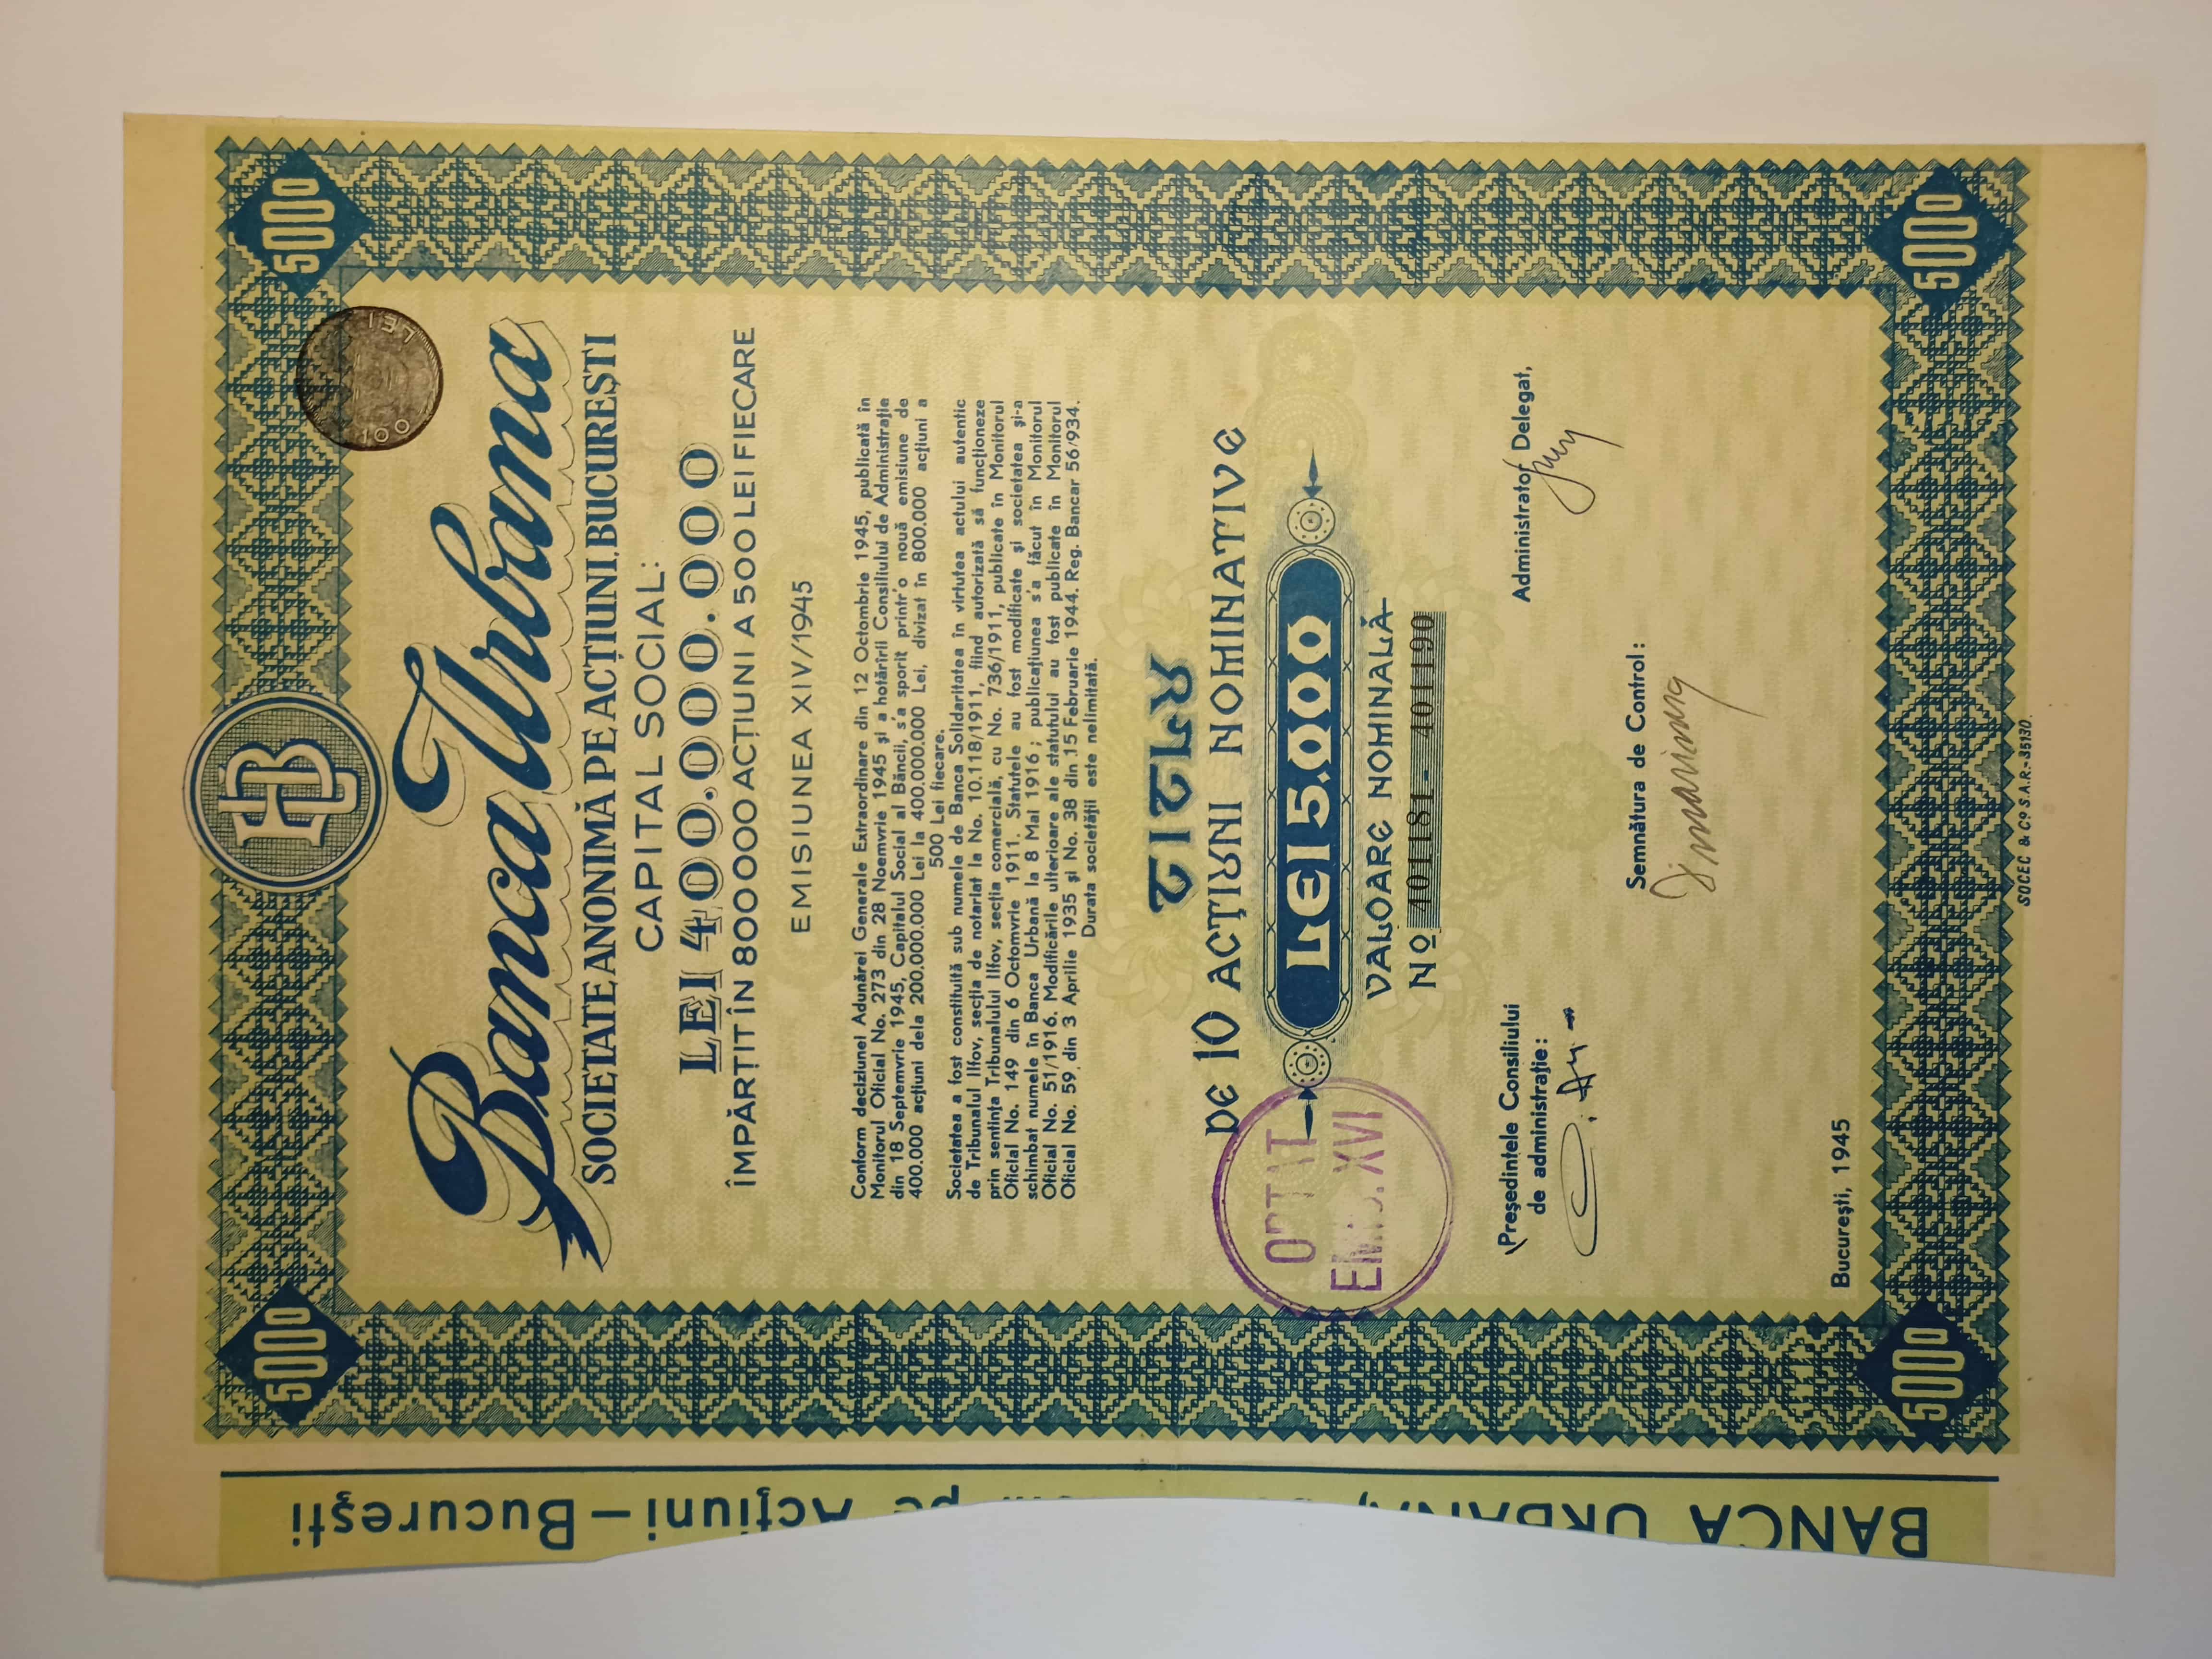 5000
5000
BU
100
1937
Banca Urbana
SOCIETATE ANONIMĂ PE ACȚIUNI. BUCUREȘTI
CAPITAL SOCIAL:
LEI 400.000.000
ÎMPĂRȚIT ÎN 800000 ACȚIUNI A 500 LEI FIECARE
EMISIUNEA XIV/1945
Conform deciziunei Adunărei Generale Extraordinare din 12 Octombrie 1945, publicată în
Monitorul Oficial No. 273 din 28 Noemvrie 1945 și a hotărîrii Consiliului de Administrație
din 18 Septemvrie 1945, Capitalul Social al Băncii, s'a sporit printr'o nouă emisiune de
400.000 acțiuni dela 200.000.000 Lei la 400.000.000 Lei, divizat în 800.000 acțiuni a
500 Lei fiecare.
Societatea a fost constituită sub numele de Banca Solidaritatea în virtutea actului autentic
de Tribunalul Ilfov, secția de notariat la No. 10.118/1911, fiind autorizată să funcționeze
prin sentința Tribunalului Ilfov, secția comercială, cu No. 736/1911, publicate în Monitorul
Oficial No. 149 din 6 Octomvrie 1911. Statutele au fost modificate și societatea și-a
schimbat numele în Banca Urbană la 8 Mai 1916; publicațiunea s'a făcut în Monitorul
Oficial No. 51/1916. Modificările ulterioare ale statutului au fost publicate în Monitorul
Oficial No. 59 din 3 Aprilie 1935 și No. 38 din 15 Februarie 1944. Reg. Bancar 56/934.
Durata societății este nelimitată.
TITLU
DE 10 ACȚIUNI NOMINATIVE
LEI 5.000
VALOARE NOMINALĂ
No 401181 - 401190
OPTAT
EMIS. XVI
Președintele Consiliului
de administrație:
Administrator Delegat,
Semnătura de Control:
București, 1945
5000
5000
SOCEC & Co S.A.R.-35130.
BANCA URBANA, pe Acțiuni — București